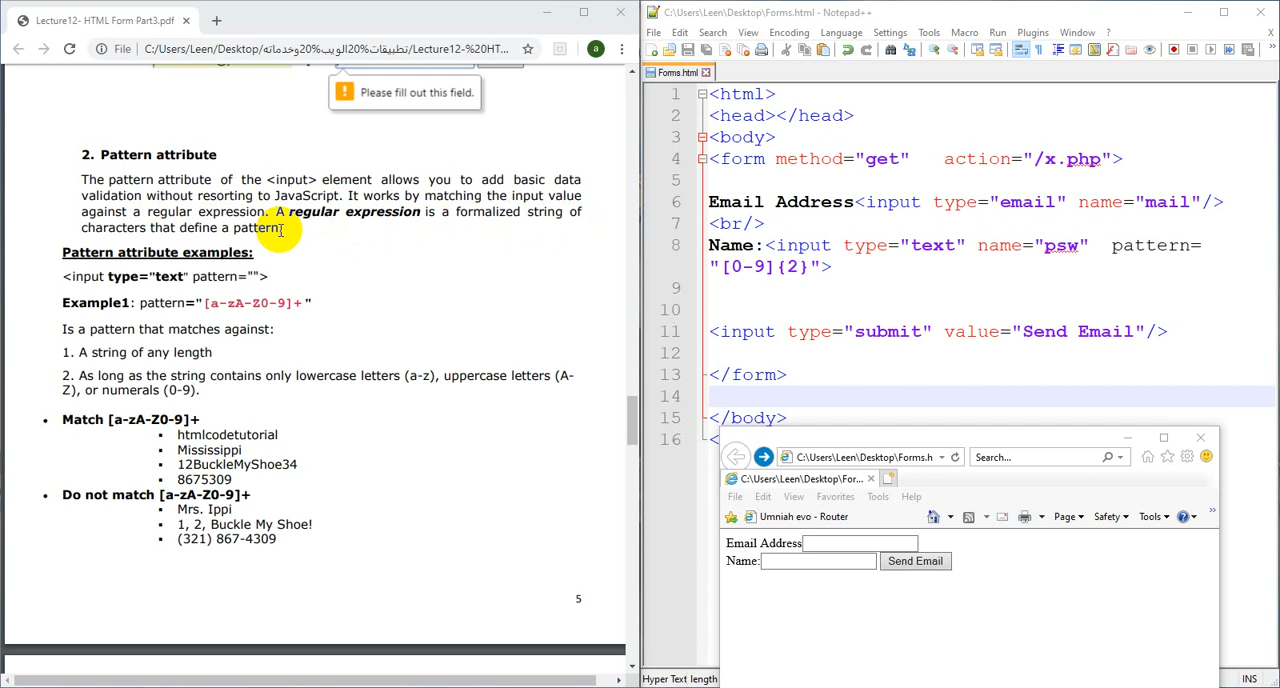 Lecture12- HTML Form Part3.pdf
File
C:/Users/Leen/Desktop/تطبيقات%20الويب%20وخدماته/Lecture12-%20HT...
a
Please fill out this field.
2. Pattern attribute
The pattern attribute of the <input> element allows you to add basic data
validation without resorting to JavaScript. It works by matching the input value
against a regular expression. A regular expression is a formalized string of
characters that define a pattern.
Pattern attribute examples:
<input type="text" pattern="">
Example1: pattern="[a-zA-Z0-9]+"
Is a pattern that matches against:
1. A string of any length
2. As long as the string contains only lowercase letters (a-z), uppercase letters (A-
Z), or numerals (0-9).
• Match [a-zA-Z0-9]+
▪ htmlcodetutorial
▪ Mississippi
▪ 12BuckleMyShoe34
▪ 8675309
• Do not match [a-zA-Z0-9]+
▪ Mrs. Ippi
▪ 1, 2, Buckle My Shoe!
▪ (321) 867-4309
5
C:\Users\Leen\Desktop\Forms.html - Notepad++
File Edit Search View Encoding Language Settings Tools Macro Run Plugins Window ? X
Forms.html
1 <html>
2 <head></head>
3 <body>
4 <form method="get" action="/x.php">
5
6 Email Address<input type="email" name="mail"/>
7 <br/>
8 Name:<input type="text" name="psw" pattern=
"[0-9]{2}">
9
10
11 <input type="submit" value="Send Email"/>
12
13 </form>
14
15 </body>
16 <
C:\Users\Leen\Desktop\Forms.h
Search...
C:\Users\Leen\Desktop\For...
File Edit View Favorites Tools Help
Umniah evo - Router
Page Safety Tools
Email Address
Name: Send Email
Hyper Text length
INS